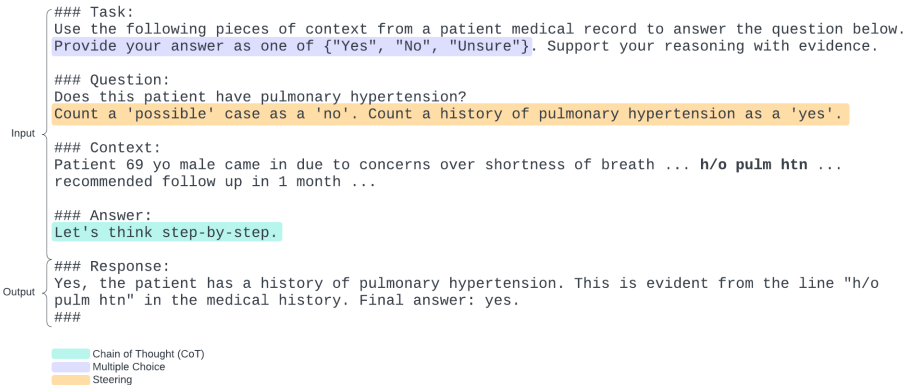 ### Task:
Use the following pieces of context from a patient medical record to answer the question below.
Provide your answer as one of {"Yes", "No", "Unsure"}. Support your reasoning with evidence.
### Question:
Does this patient have pulmonary hypertension?
Count a 'possible' case as a 'no'. Count a history of pulmonary hypertension as a 'yes'.
Input
### Context:
Patient 69 yo male came in due to concerns over shortness of breath ... h/o pulm htn ...
recommended follow up in 1 month ...
### Answer:
Let's think step-by-step.
### Response:
Yes, the patient has a history of pulmonary hypertension. This is evident from the line "h/o
Output
pulm htn" in the medical history. Final answer: yes.
###
Chain of Thought (CoT)
Multiple Choice
Steering